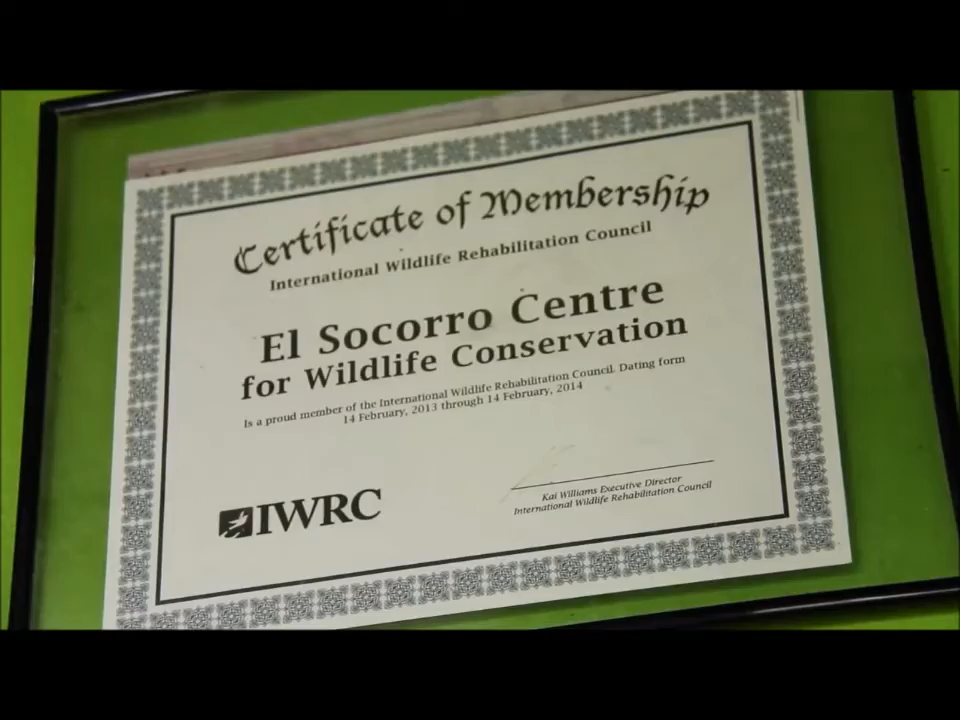 Certificate of Membership
International Wildlife Rehabilitation Council
El Socorro Centre
for Wildlife Conservation
Is a proud member of the International Wildlife Rehabilitation Council. Dating form
14 February, 2013 through 14 February, 2014
IWRC
Kai Williams Executive Director
International Wildlife Rehabilitation Council